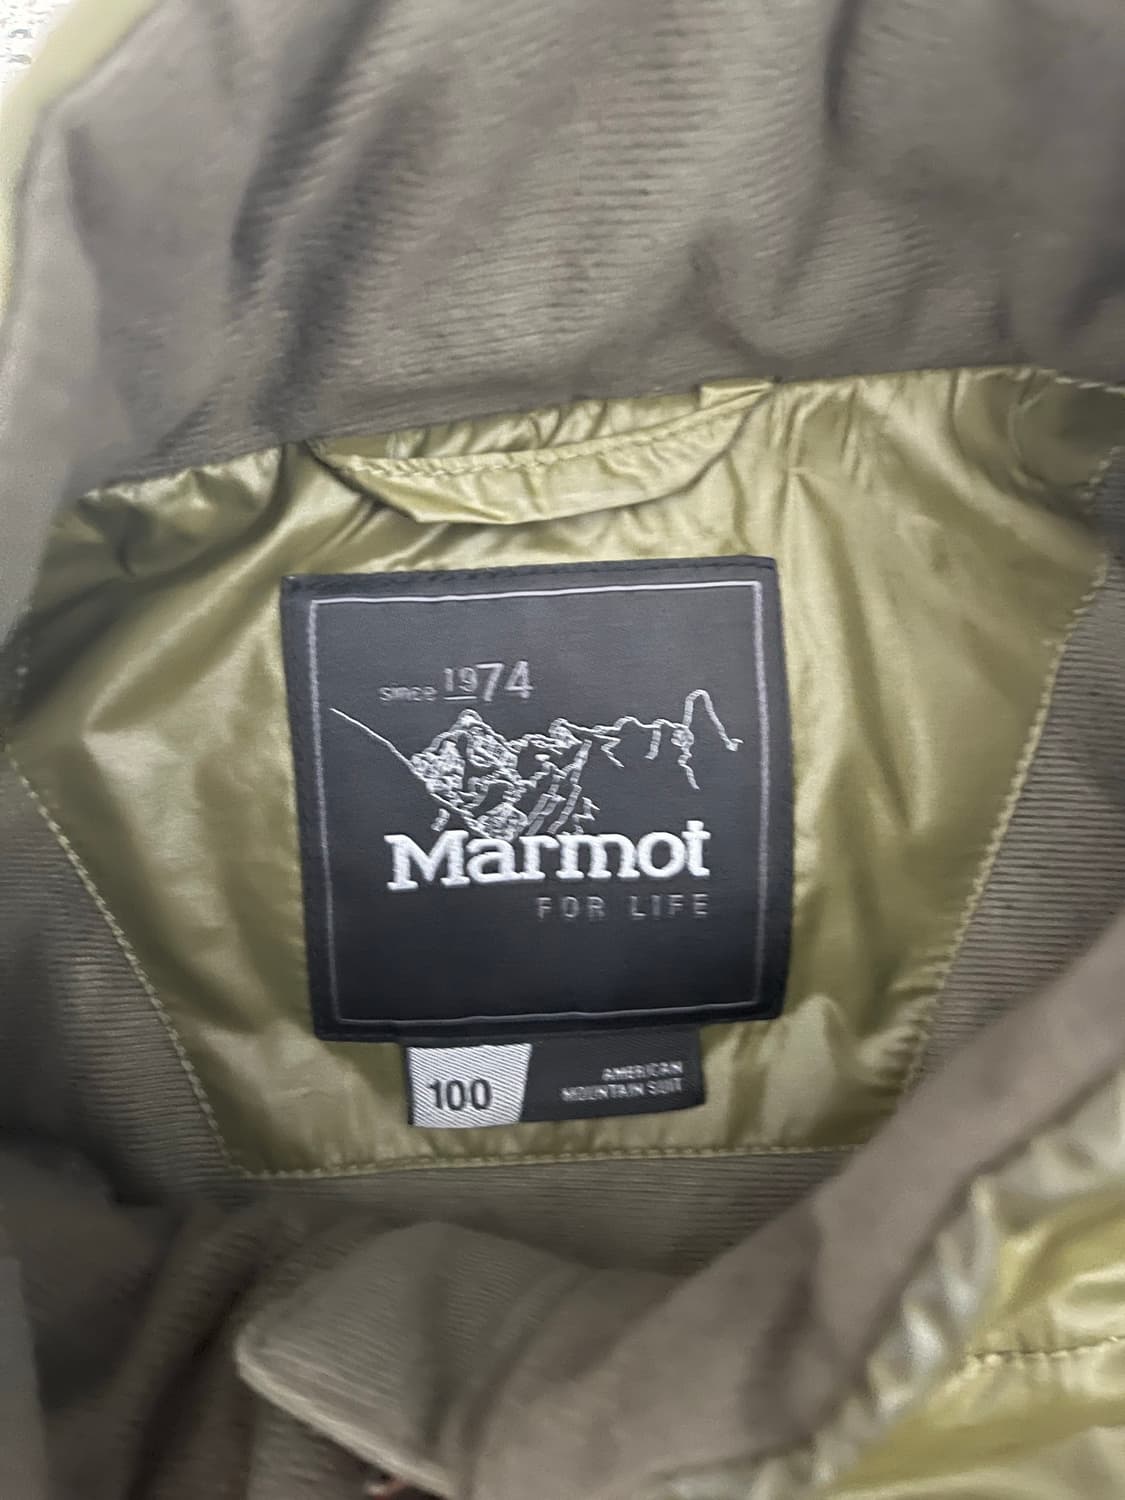 since 1974
Marmot
FOR LIFE
100
AMERICAN
MOUNTAIN SUIT